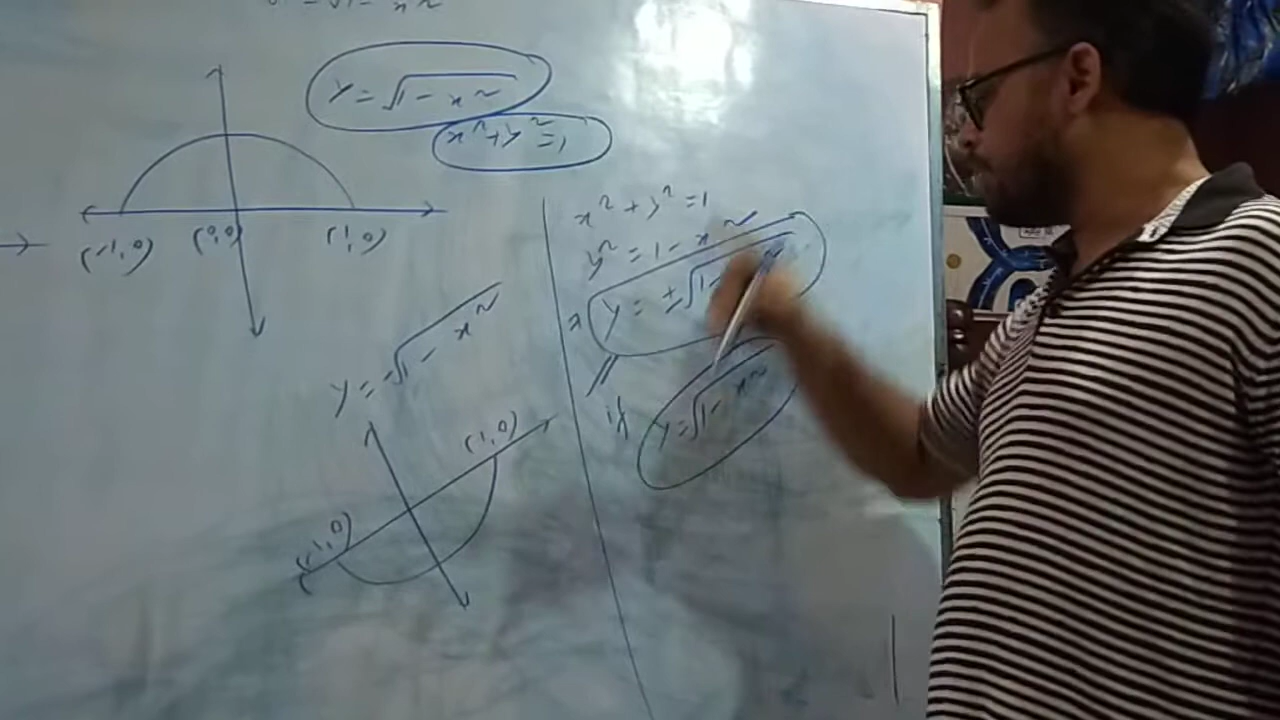 y = √1 - x²
x² + y² = 1
(-1, 0) (0, 0) (1, 0)
y = -√1 - x²
(1, 0)
(-1, 0)
x² + y² = 1
y² = 1 - x²
y = ±√1 -
if
y = √1 - x²